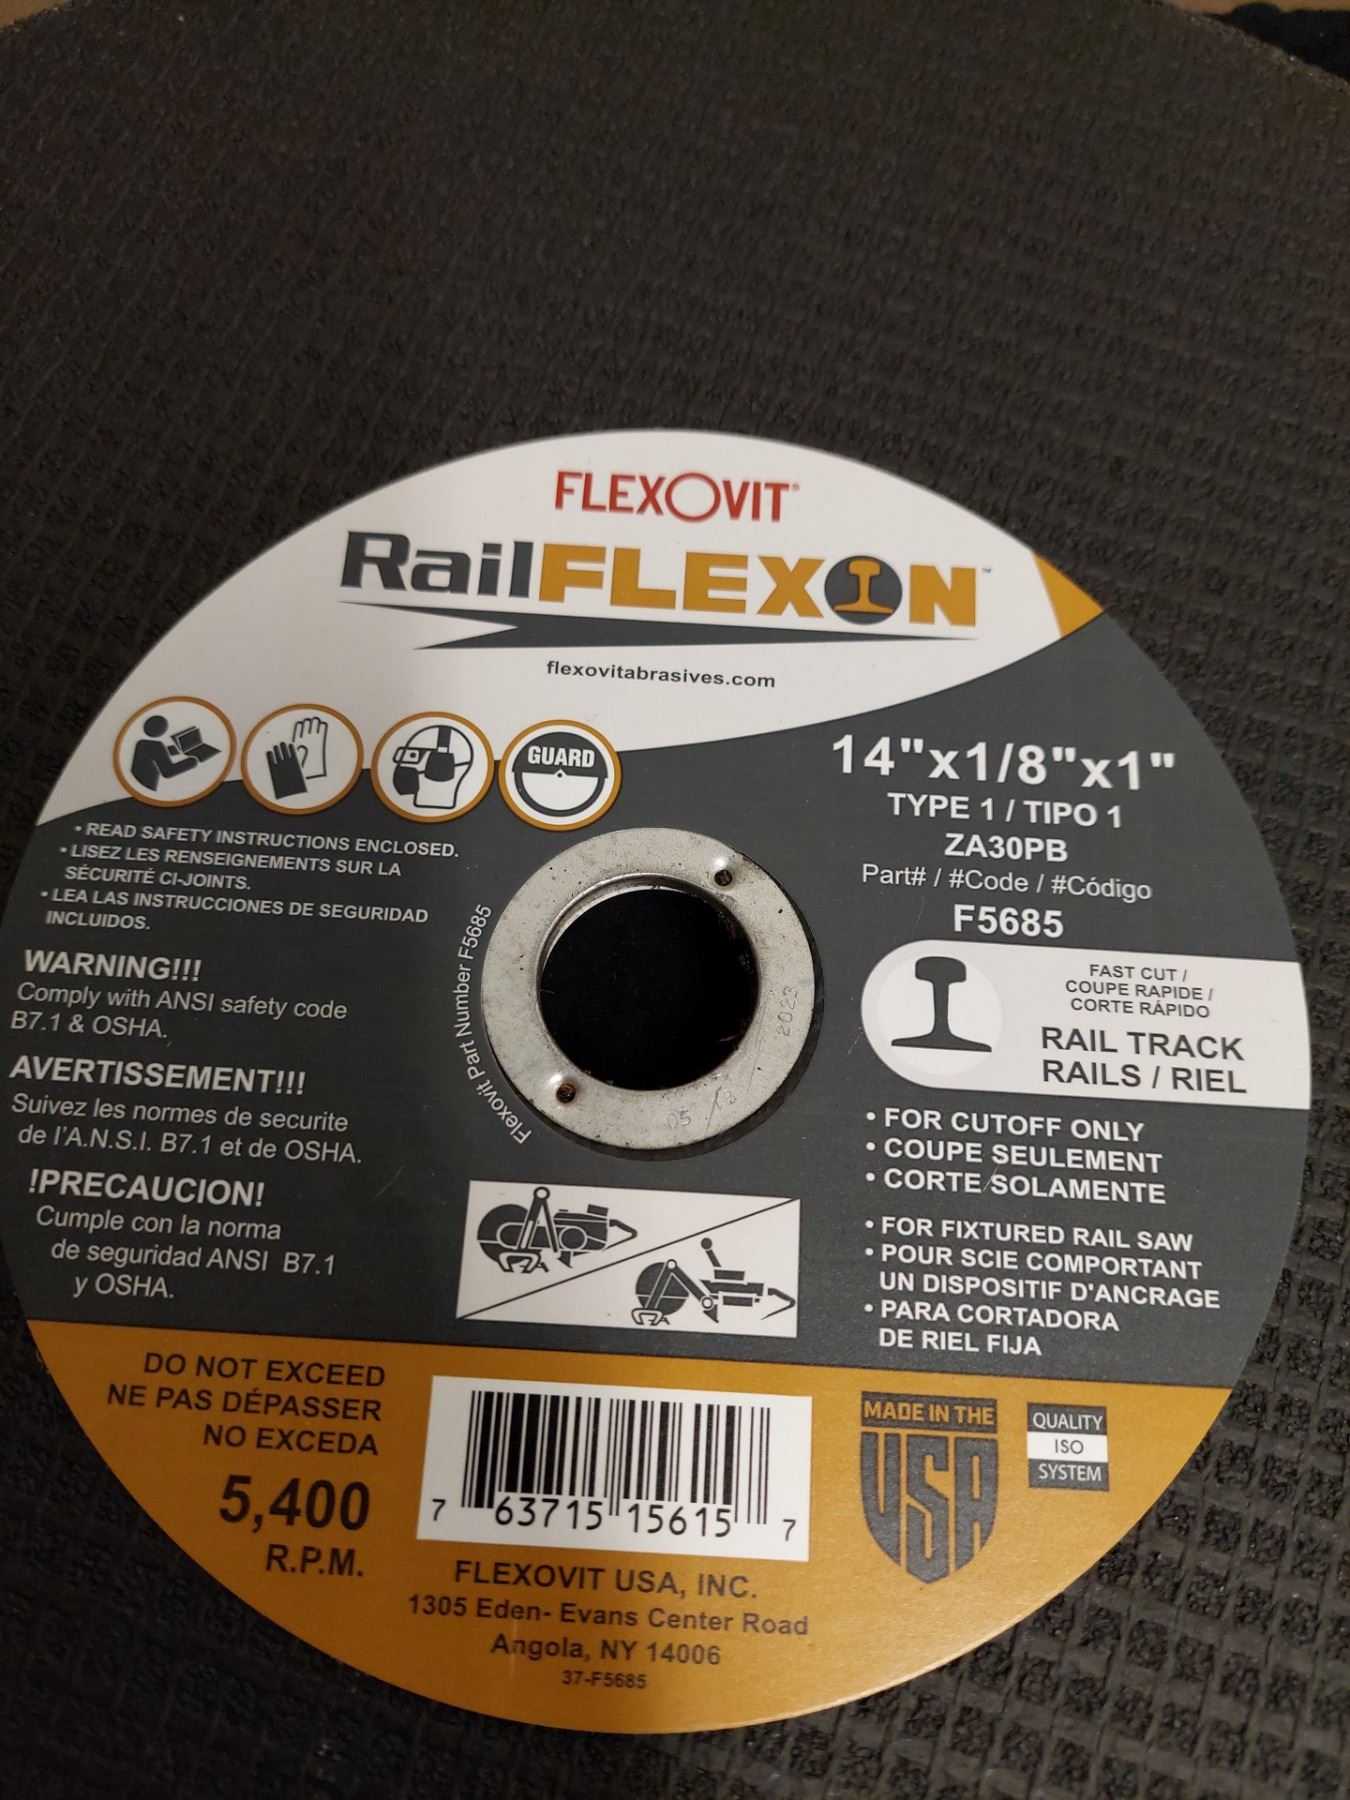 FLEXOVIT®
RailFLEXON™
flexovitabrasives.com
GUARD
14"x1/8"x1"
TYPE 1 / TIPO 1
ZA30PB
Part# / #Code / #Código
F5685
• READ SAFETY INSTRUCTIONS ENCLOSED.
• LISEZ LES RENSEIGNEMENTS SUR LA
SÉCURITÉ CI-JOINTS.
• LEA LAS INSTRUCCIONES DE SEGURIDAD
INCLUIDOS.
WARNING!!!
Comply with ANSI safety code
B7.1 & OSHA.
AVERTISSEMENT!!!
Suivez les normes de securite
de l'A.N.S.I. B7.1 et de OSHA.
!PRECAUCION!
Cumple con la norma
de seguridad ANSI B7.1
y OSHA.
Flexovit Part Number F5685
2023
05
FAST CUT /
COUPE RAPIDE /
CORTE RÁPIDO
RAIL TRACK
RAILS / RIEL
• FOR CUTOFF ONLY
• COUPE SEULEMENT
• CORTE SOLAMENTE
• FOR FIXTURED RAIL SAW
• POUR SCIE COMPORTANT
UN DISPOSITIF D'ANCRAGE
• PARA CORTADORA
DE RIEL FIJA
DO NOT EXCEED
NE PAS DÉPASSER
NO EXCEDA
5,400
R.P.M.
7 63715 15615 7
MADE IN THE
USA
QUALITY
ISO
SYSTEM
FLEXOVIT USA, INC.
1305 Eden- Evans Center Road
Angola, NY 14006
37-F5685